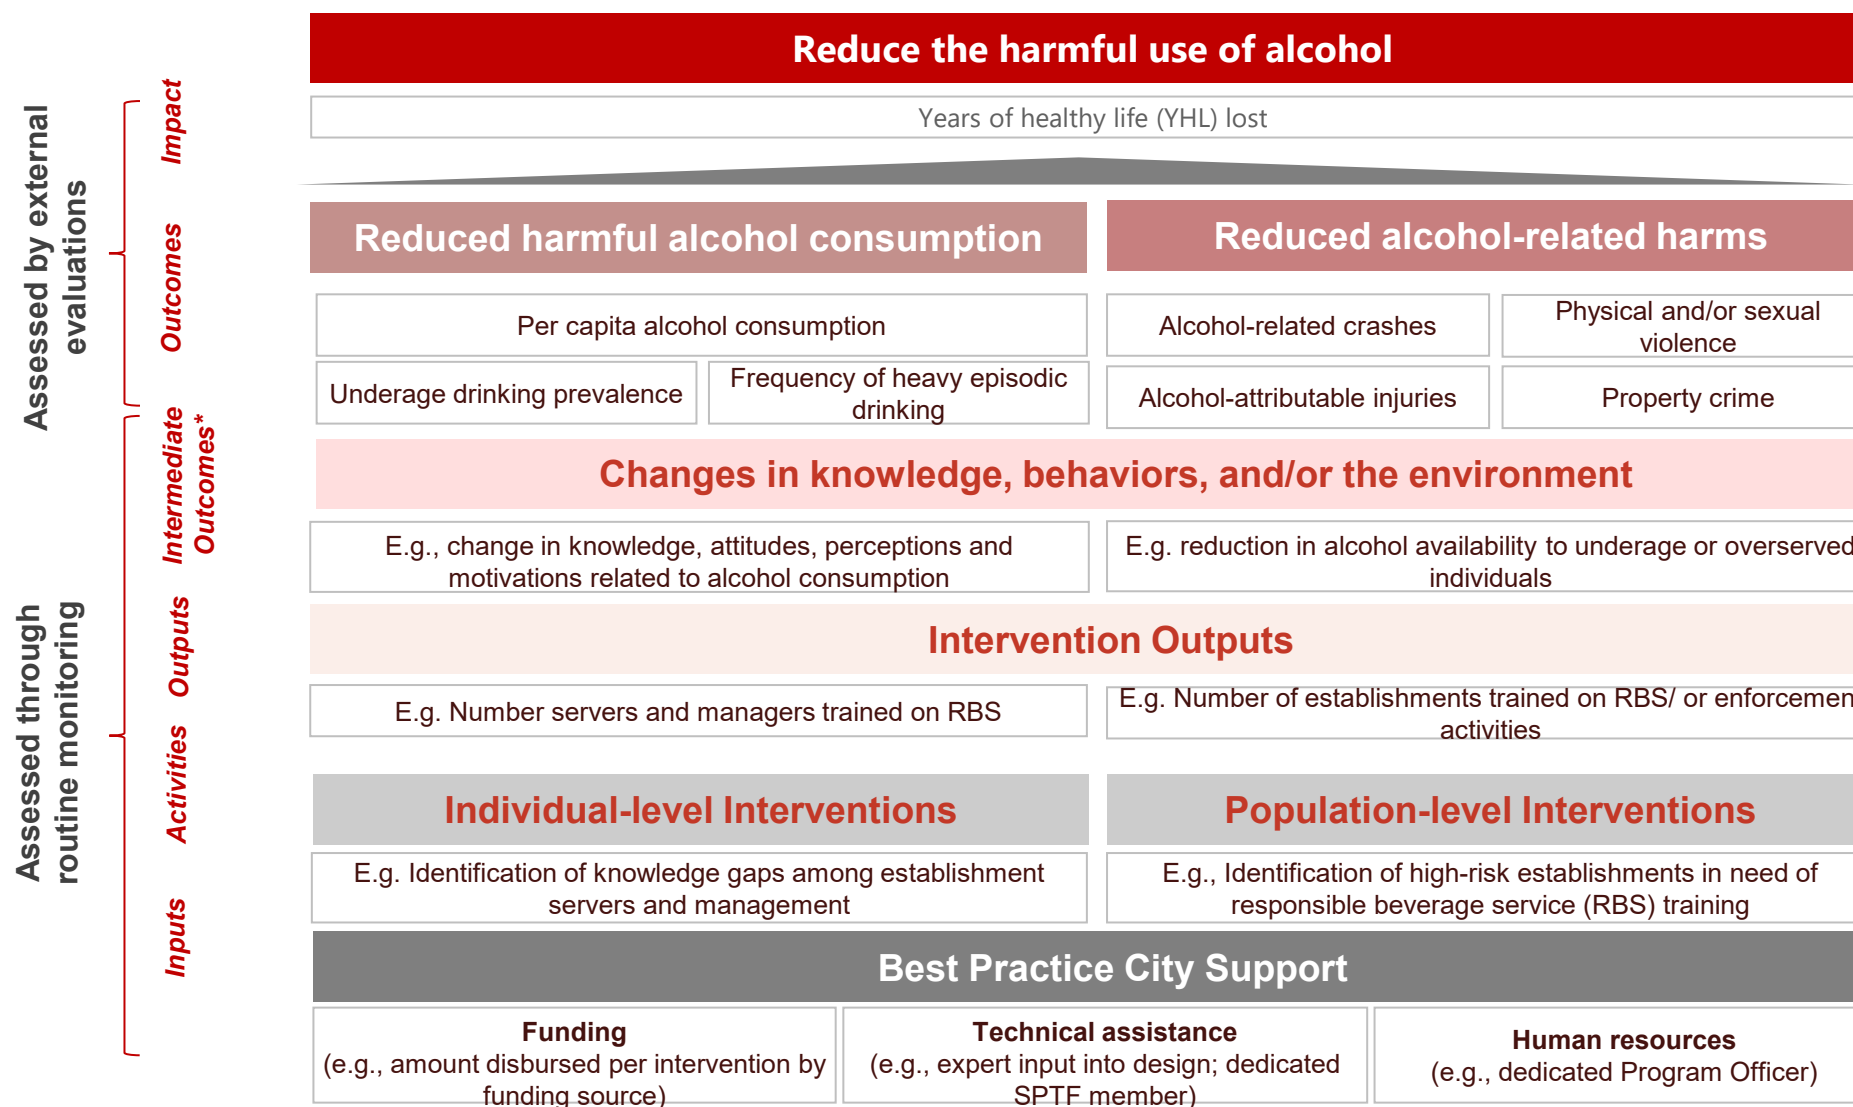 Reduce the harmful use of alcohol
Assessed by external
evaluations
Impact
Years of healthy life (YHL) lost
Outcomes
Reduced harmful alcohol consumption
Reduced alcohol-related harms
Per capita alcohol consumption
Alcohol-related crashes
Physical and/or sexual
violence
Underage drinking prevalence
Frequency of heavy episodic
drinking
Alcohol-attributable injuries
Property crime
Assessed through
routine monitoring
Intermediate
Outcomes*
Changes in knowledge, behaviors, and/or the environment
E.g., change in knowledge, attitudes, perceptions and
motivations related to alcohol consumption
E.g. reduction in alcohol availability to underage or overserved
individuals
Outputs
Intervention Outputs
E.g. Number servers and managers trained on RBS
E.g. Number of establishments trained on RBS/ or enforcemen
activities
Activities
Individual-level Interventions
Population-level Interventions
E.g. Identification of knowledge gaps among establishment
servers and management
E.g., Identification of high-risk establishments in need of
responsible beverage service (RBS) training
Inputs
Best Practice City Support
Funding
(e.g., amount disbursed per intervention by
funding source)
Technical assistance
(e.g., expert input into design; dedicated
SPTF member)
Human resources
(e.g., dedicated Program Officer)